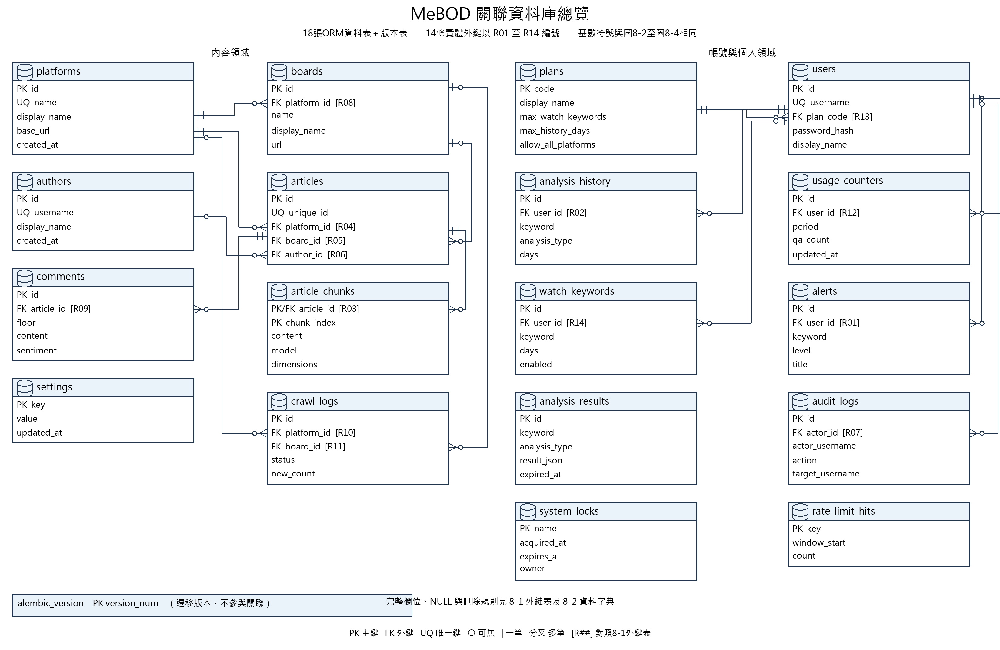 MeBOD 關聯資料庫總覽
18張ORM資料表＋版本表　14條實體外鍵以 R01 至 R14 編號　基數符號與圖8-2至圖8-4相同
內容領域
帳號與個人領域
platforms
PK id
UQ name
display_name
base_url
created_at
boards
PK id
FK platform_id [R08]
name
display_name
url
plans
PK code
display_name
max_watch_keywords
max_history_days
allow_all_platforms
users
PK id
UQ username
FK plan_code [R13]
password_hash
display_name
authors
PK id
UQ username
display_name
created_at
articles
PK id
UQ unique_id
FK platform_id [R04]
FK board_id [R05]
FK author_id [R06]
analysis_history
PK id
FK user_id [R02]
keyword
analysis_type
days
usage_counters
PK id
FK user_id [R12]
period
qa_count
updated_at
comments
PK id
FK article_id [R09]
floor
content
sentiment
article_chunks
PK/FK article_id [R03]
PK chunk_index
content
model
dimensions
watch_keywords
PK id
FK user_id [R14]
keyword
days
enabled
alerts
PK id
FK user_id [R01]
keyword
level
title
settings
PK key
value
updated_at
crawl_logs
PK id
FK platform_id [R10]
FK board_id [R11]
status
new_count
analysis_results
PK id
keyword
analysis_type
result_json
expired_at
audit_logs
PK id
FK actor_id [R07]
actor_username
action
target_username
system_locks
PK name
acquired_at
expires_at
owner
rate_limit_hits
PK key
window_start
count
alembic_version　PK version_num　（遷移版本，不參與關聯）
完整欄位、NULL 與刪除規則見 8-1 外鍵表及 8-2 資料字典
PK 主鍵　FK 外鍵　UQ 唯一鍵　○ 可無　| 一筆　分叉 多筆　[R##] 對照8-1外鍵表